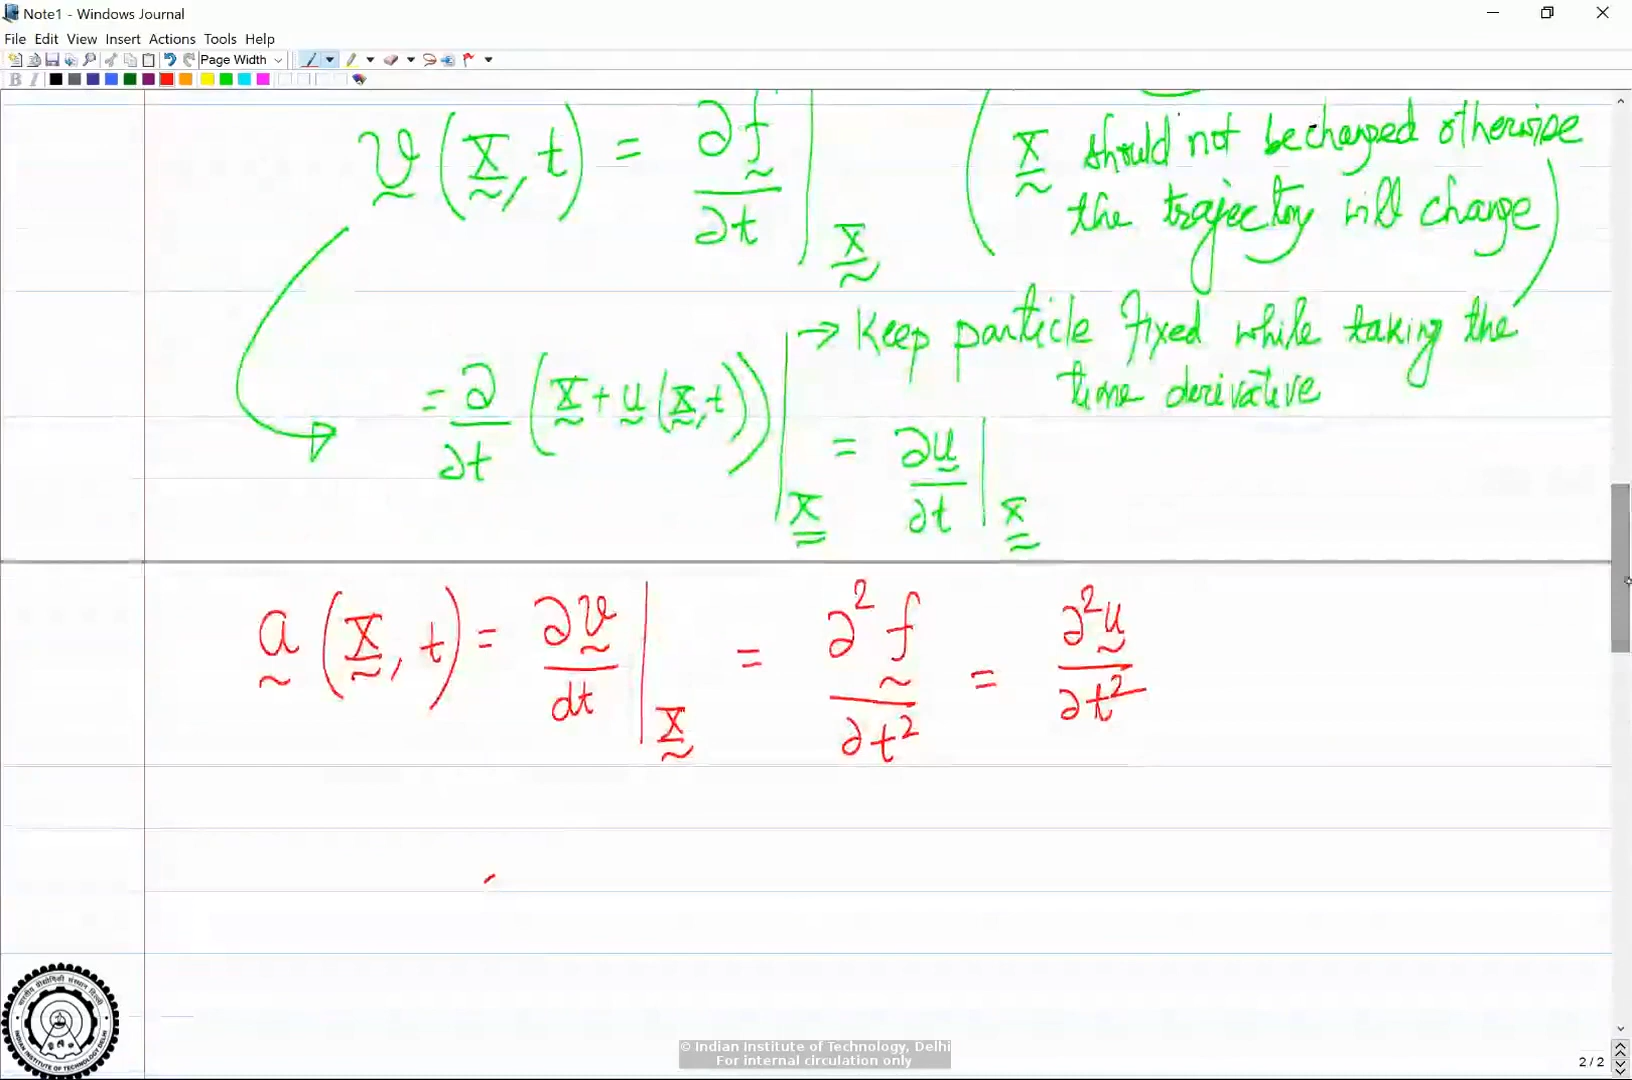 Note1 - Windows Journal
File Edit View Insert Actions Tools Help
Page Width
B I
v(X, t) = ∂f/∂t |X
(X should not be changed otherwise
the trajectory will change)
→ Keep particle fixed while taking the
time derivative
= ∂/∂t (X + u(X, t)) |X = ∂u/∂t |X
a(X, t) = ∂v/dt |X = ∂²f/∂t² = ∂²u/∂t²
© Indian Institute of Technology, Delhi
For internal circulation only
2 / 2